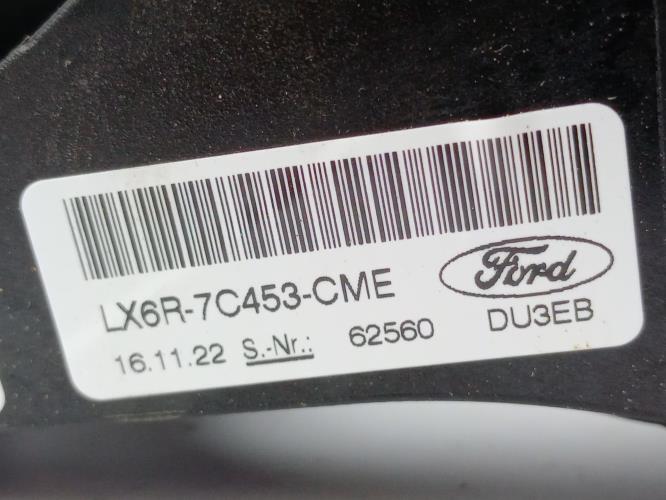 Ford
LX6R-7C453-CME
DU3EB
16.11.22 S.-Nr.: 62560